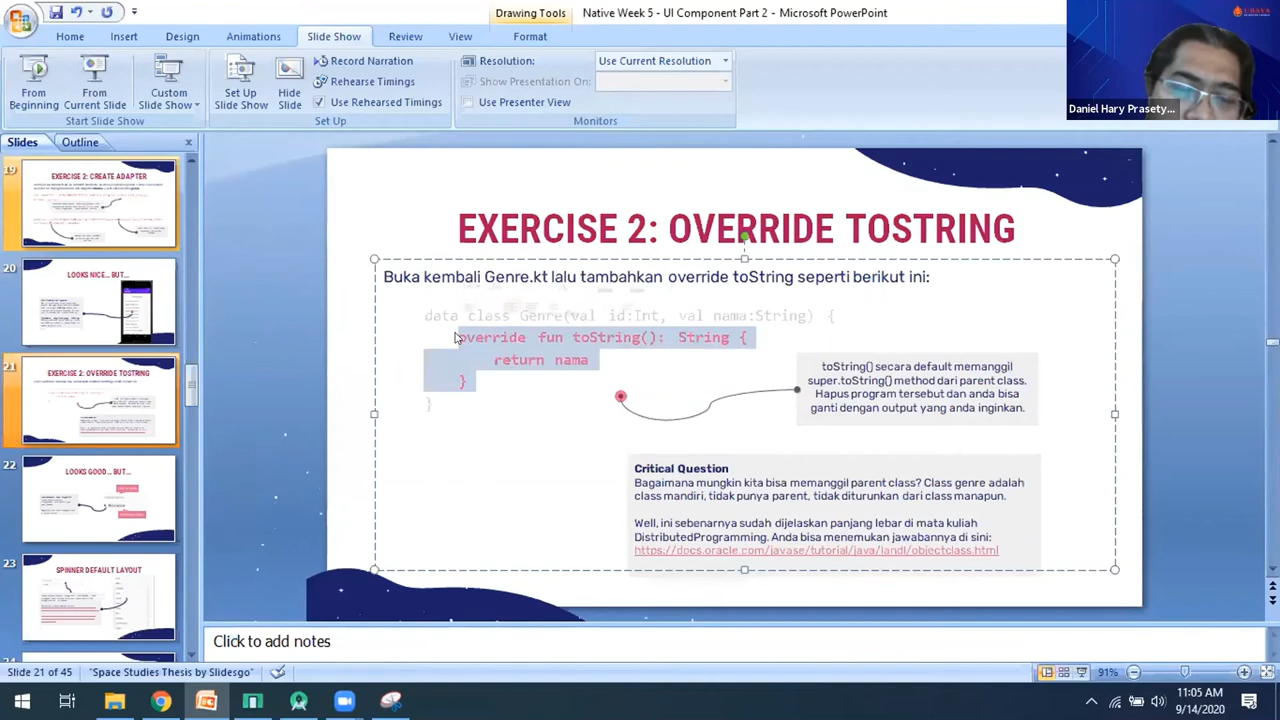 Drawing Tools
Native Week 5 - UI Component Part 2 - Microsoft PowerPoint
UBAYA
Home
Insert
Design
Animations
Slide Show
Review
View
Format
From Beginning
From Current Slide
Custom Slide Show
Start Slide Show
Set Up Slide Show
Hide Slide
Record Narration
Rehearse Timings
Use Rehearsed Timings
Set Up
Resolution:
Use Current Resolution
Show Presentation On:
Use Presenter View
Monitors
Daniel Hary Prasety...
Slides
Outline
19
EXERCISE 2: CREATE ADAPTER
20
LOOKS NICE... BUT...
21
EXERCISE 2: OVERRIDE TOSTRING
22
LOOKS GOOD... BUT...
23
SPINNER DEFAULT LAYOUT
EXERCISE 2: OVERRIDE TOSTRING
Buka kembali Genre.kt lalu tambahkan override toString seperti berikut ini:
data class Genre(val id:Int, val nama:String) {
override fun toString(): String {
return nama
}
}
toString() secara default memanggil
super.toString() method dari parent class.
Hapus program tersebut dan anda bisa
ganti dengan output yang anda inginkan.
Critical Question
Bagaimana mungkin kita bisa memanggil parent class? Class genre adalah
class mandiri, tidak punya parent, tidak diturunkan dari class manapun.
Well, ini sebenarnya sudah dijelaskan panjang lebar di mata kuliah
DistributedProgramming. Anda bisa menemukan jawabannya di sini:
https://docs.oracle.com/javase/tutorial/java/IandI/objectclass.html
Click to add notes
Slide 21 of 45
"Space Studies Thesis by Slidesgo"
91%
11:05 AM
9/14/2020